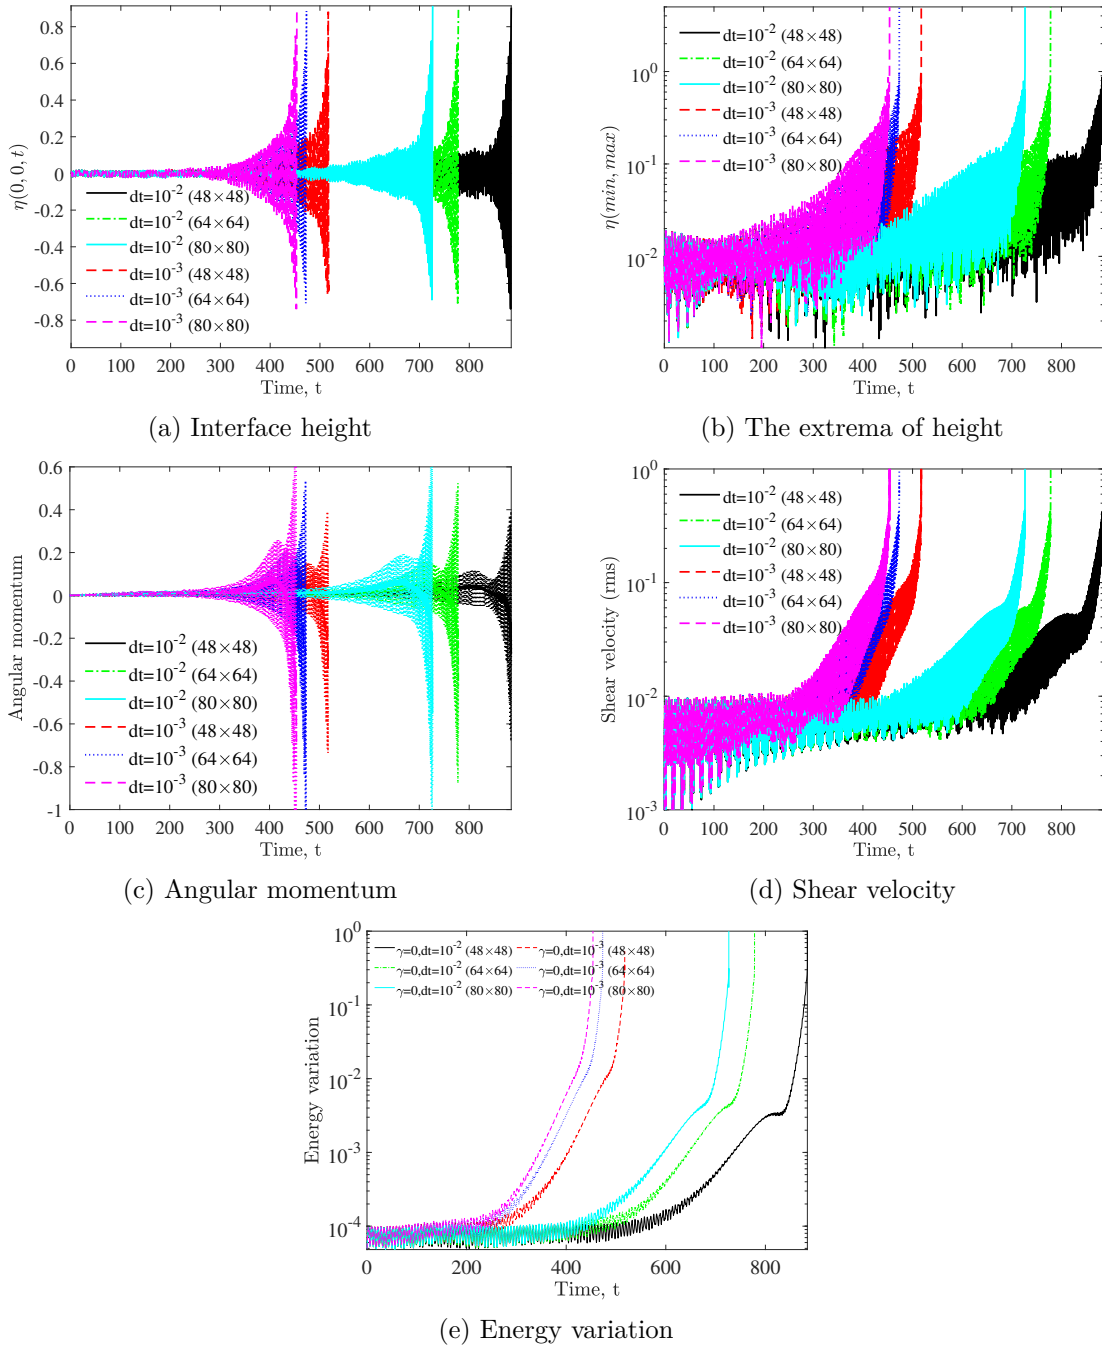 0.8
0.6
0.4
0.2
0
-0.2
-0.4
-0.6
-0.8
η(0, 0, t)
dt=10⁻² (48×48)
dt=10⁻² (64×64)
dt=10⁻² (80×80)
dt=10⁻³ (48×48)
dt=10⁻³ (64×64)
dt=10⁻³ (80×80)
0 100 200 300 400 500 600 700 800
Time, t
(a) Interface height
10⁰
10⁻¹
10⁻²
η(min, max)
dt=10⁻² (48×48)
dt=10⁻² (64×64)
dt=10⁻² (80×80)
dt=10⁻³ (48×48)
dt=10⁻³ (64×64)
dt=10⁻³ (80×80)
0 100 200 300 400 500 600 700 800
Time, t
(b) The extrema of height
0.6
0.4
0.2
0
-0.2
-0.4
-0.6
-0.8
-1
Angular momentum
dt=10⁻² (48×48)
dt=10⁻² (64×64)
dt=10⁻² (80×80)
dt=10⁻³ (48×48)
dt=10⁻³ (64×64)
dt=10⁻³ (80×80)
0 100 200 300 400 500 600 700 800
Time, t
(c) Angular momentum
10⁰
10⁻¹
10⁻²
10⁻³
Shear velocity (rms)
dt=10⁻² (48×48)
dt=10⁻² (64×64)
dt=10⁻² (80×80)
dt=10⁻³ (48×48)
dt=10⁻³ (64×64)
dt=10⁻³ (80×80)
0 100 200 300 400 500 600 700 800
Time, t
(d) Shear velocity
10⁰
10⁻¹
10⁻²
10⁻³
10⁻⁴
Energy variation
γ=0,dt=10⁻² (48×48) γ=0,dt=10⁻³ (48×48)
γ=0,dt=10⁻² (64×64) γ=0,dt=10⁻³ (64×64)
γ=0,dt=10⁻² (80×80) γ=0,dt=10⁻³ (80×80)
0 200 400 600 800
Time, t
(e) Energy variation